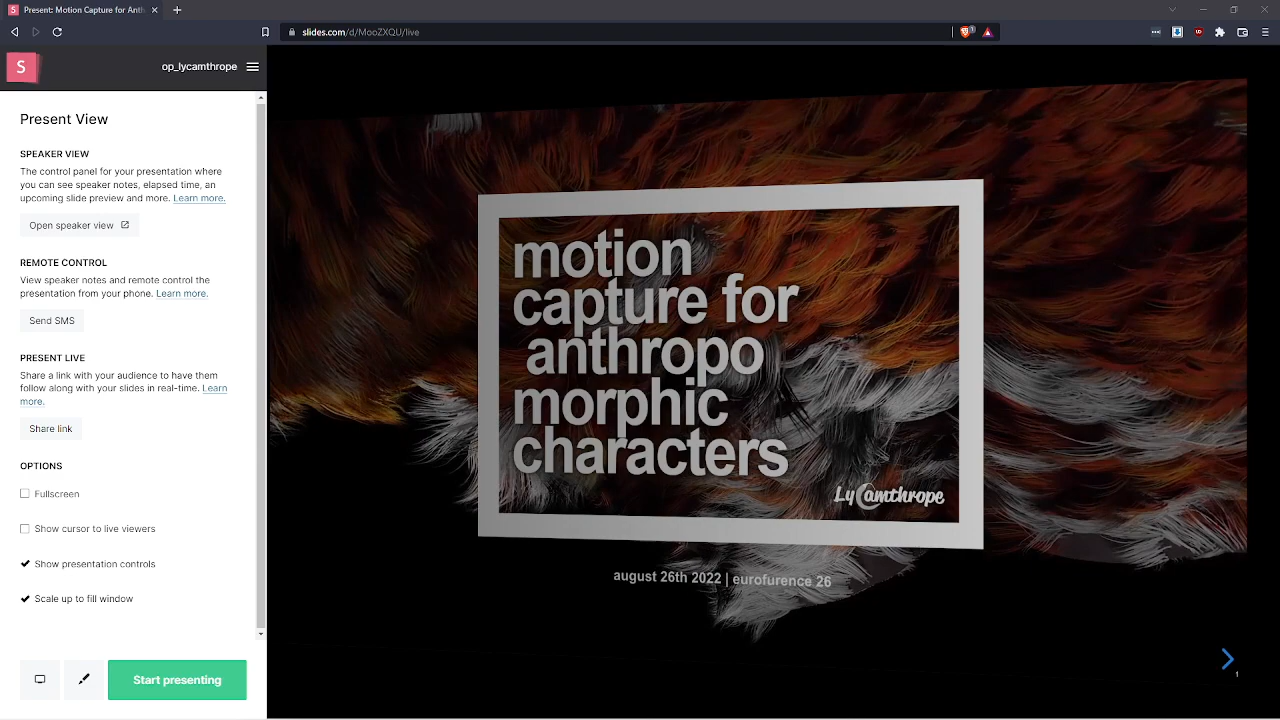 Present: Motion Capture for Anth
slides.com/d/MooZXQU/live
S
op_lycamthrope
Present View
SPEAKER VIEW
The control panel for your presentation where
you can see speaker notes, elapsed time, an
upcoming slide preview and more. Learn more.
Open speaker view
REMOTE CONTROL
View speaker notes and remote control the
presentation from your phone. Learn more.
Send SMS
PRESENT LIVE
Share a link with your audience to have them
follow along with your slides in real-time. Learn
more.
Share link
OPTIONS
Fullscreen
Show cursor to live viewers
Show presentation controls
Scale up to fill window
Start presenting
motion
capture for
anthropo
morphic
characters
LyCamthrope
august 26th 2022 | eurofurence 26
1